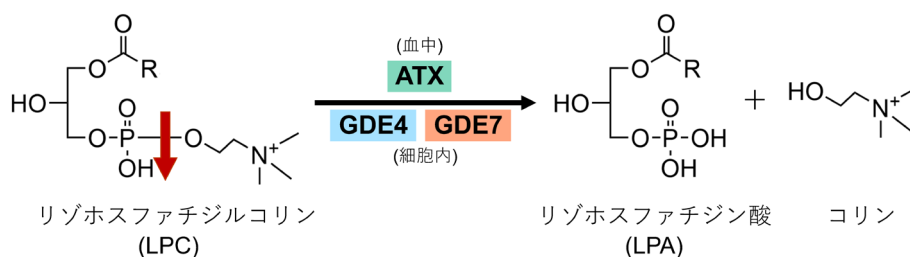 O
O
R
HO
O
O
P
O
OH
N+
リゾホスファチジルコリン
(LPC)
(血中)
ATX
GDE4 GDE7
(細胞内)
O
O
R
HO
O
O
P
OH
OH
リゾホスファチジン酸
(LPA)
+
HO
N+
コリン